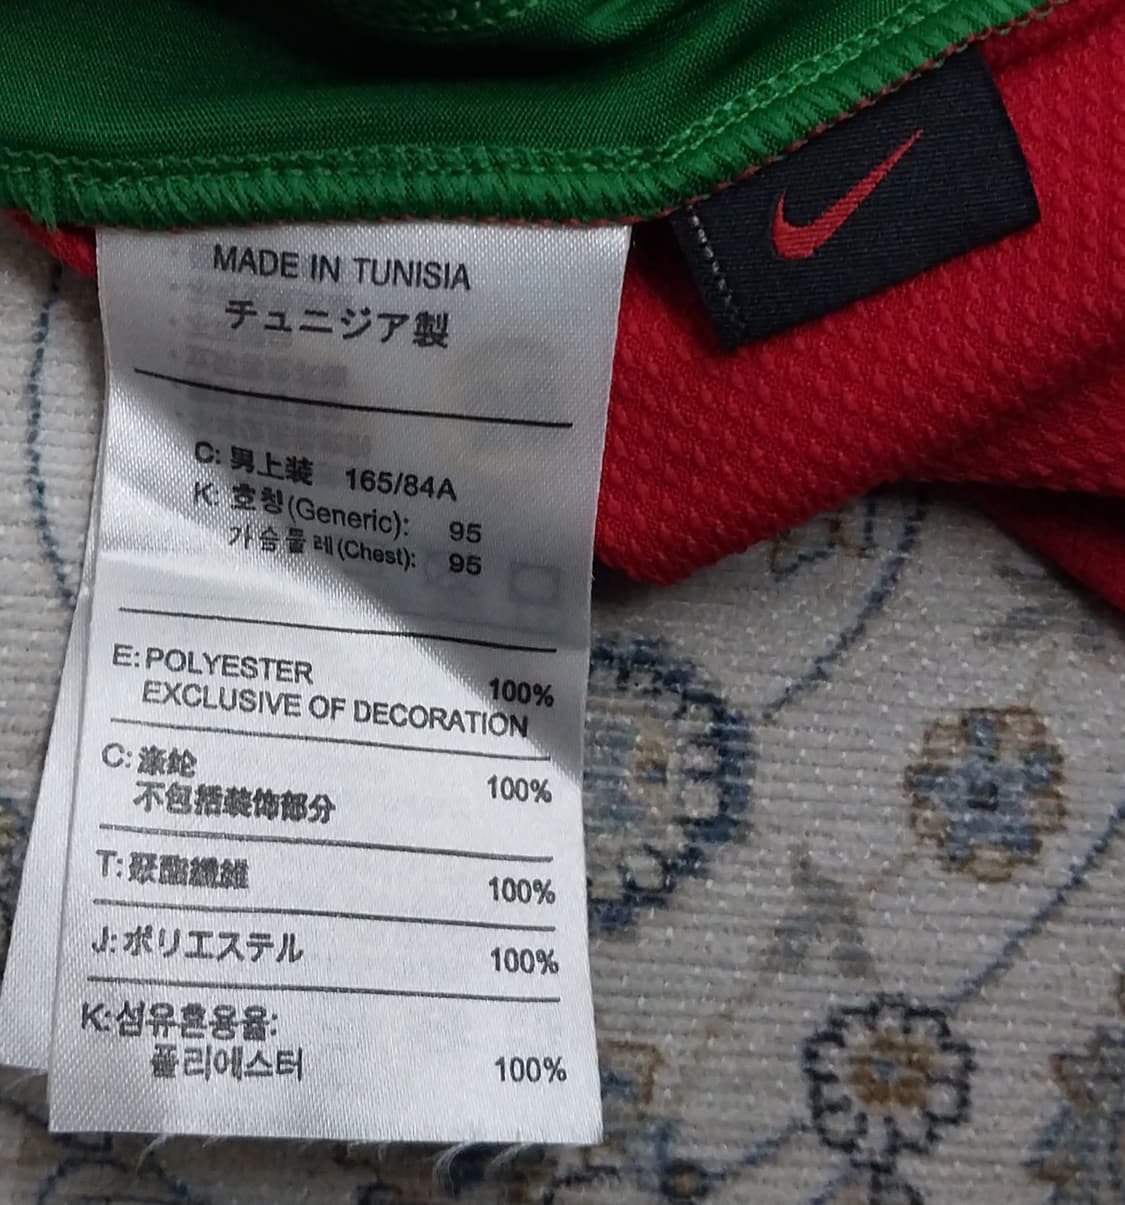 MADE IN TUNISIA
チュニジア製
C: 男上装 165/84A
K: 호칭(Generic): 95
가슴둘레(Chest): 95
E: POLYESTER 100%
EXCLUSIVE OF DECORATION
C: 涤纶 100%
不包括装饰部分
T: 聚酯纖維 100%
J: ポリエステル 100%
K: 섬유혼용율:
폴리에스터 100%